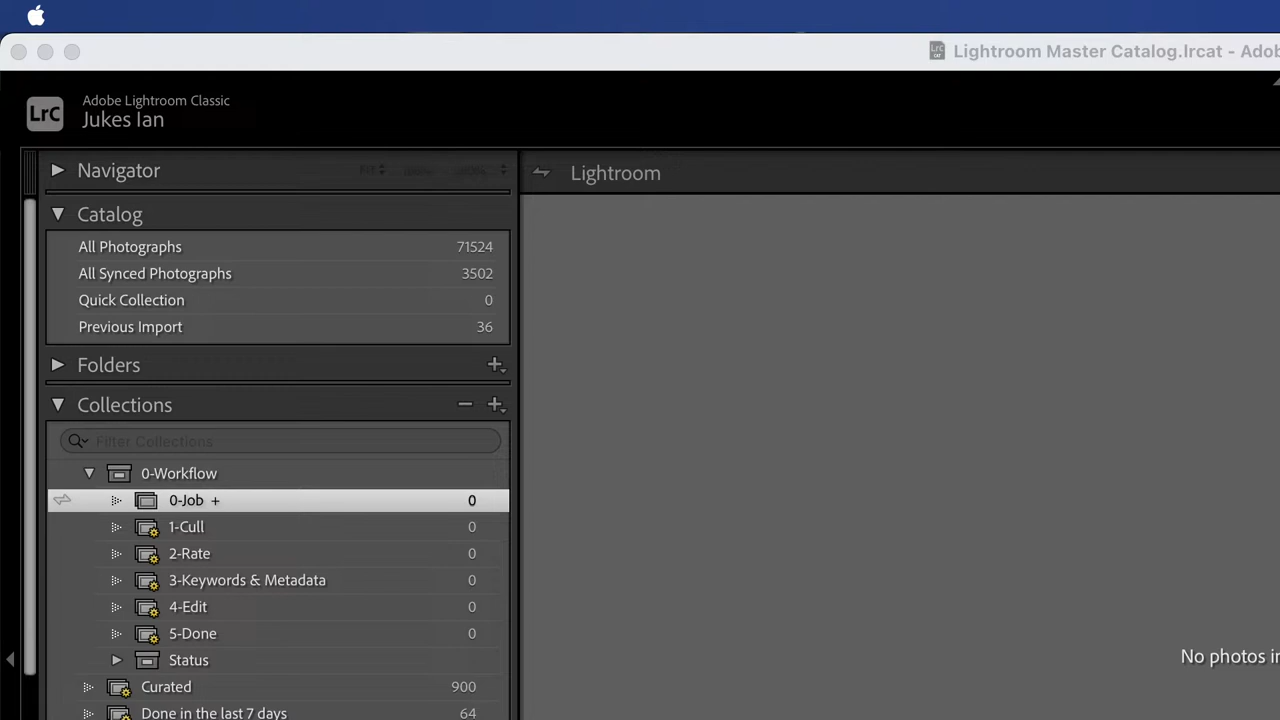 Lightroom Master Catalog.lrcat - Adob
LrC
Adobe Lightroom Classic
Jukes Ian
Navigator
Lightroom
Catalog
All Photographs 71524
All Synced Photographs 3502
Quick Collection 0
Previous Import 36
Folders
Collections
Filter Collections
0-Workflow
0-Job + 0
1-Cull 0
2-Rate 0
3-Keywords & Metadata 0
4-Edit 0
5-Done 0
Status
No photos in
Curated 900
Done in the last 7 days 64